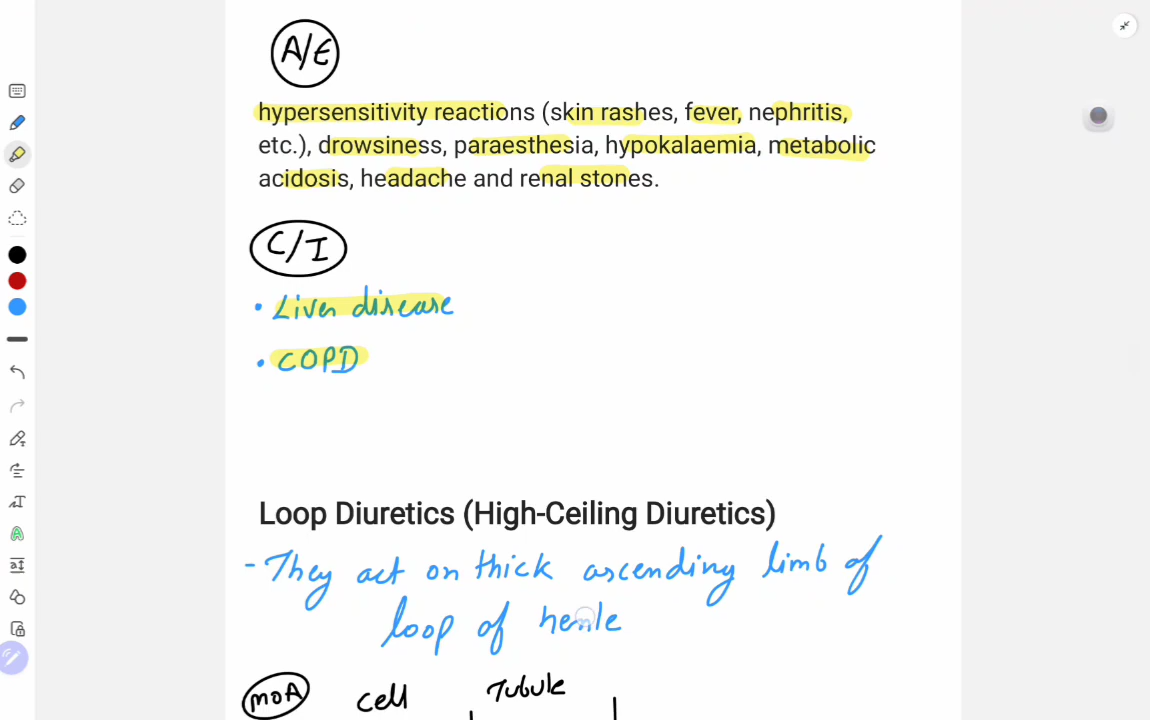 A/E
hypersensitivity reactions (skin rashes, fever, nephritis,
etc.), drowsiness, paraesthesia, hypokalaemia, metabolic
acidosis, headache and renal stones.
C/I
• Liver disease
• COPD
Loop Diuretics (High-Ceiling Diuretics)
- They act on thick ascending limb of
loop of henle
MOA cell Tubule